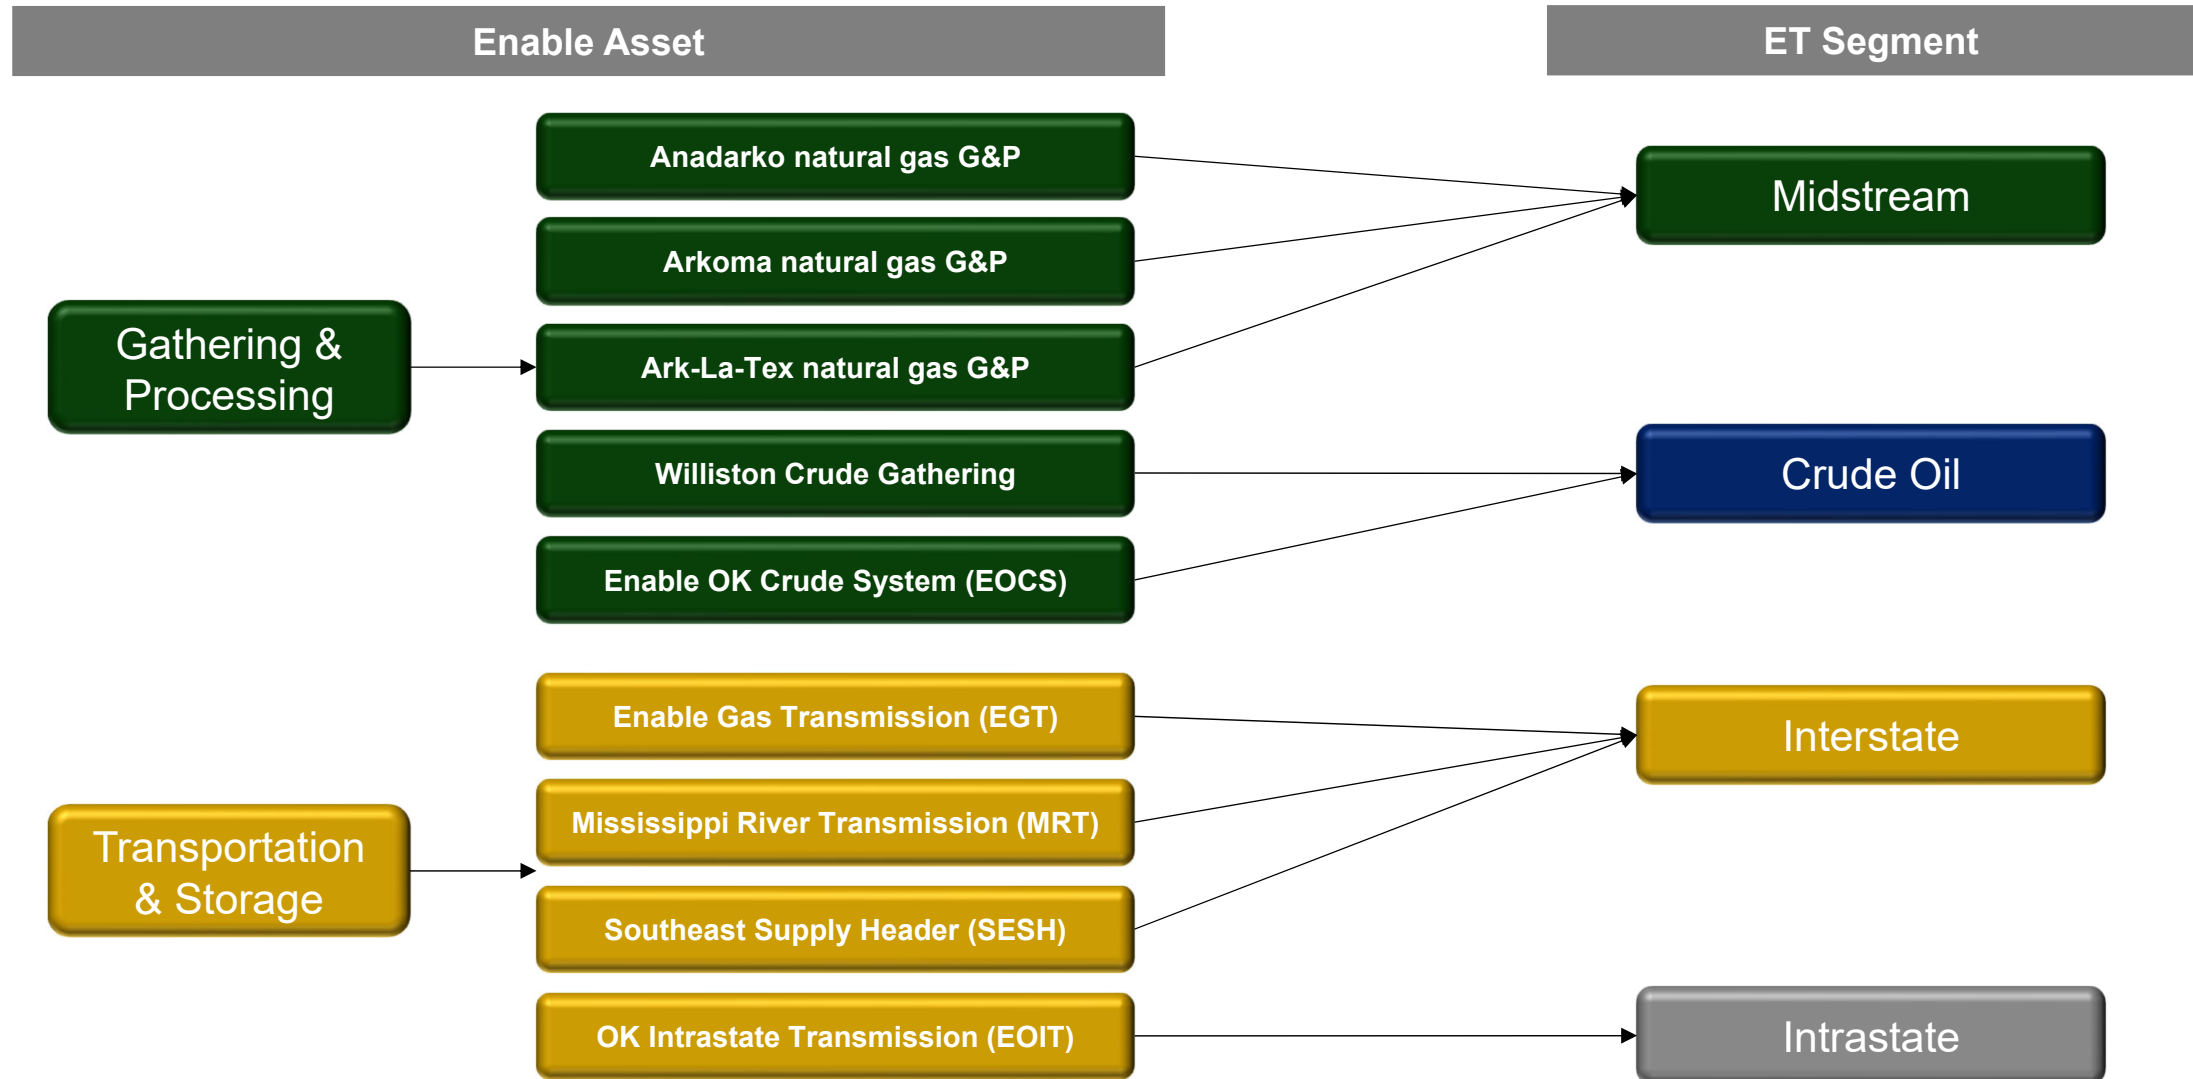 Enable Asset
ET Segment
Anadarko natural gas G&P
Arkoma natural gas G&P
Ark-La-Tex natural gas G&P
Williston Crude Gathering
Enable OK Crude System (EOCS)
Gathering &
Processing
Midstream
Crude Oil
Enable Gas Transmission (EGT)
Mississippi River Transmission (MRT)
Southeast Supply Header (SESH)
OK Intrastate Transmission (EOIT)
Transportation
& Storage
Interstate
Intrastate